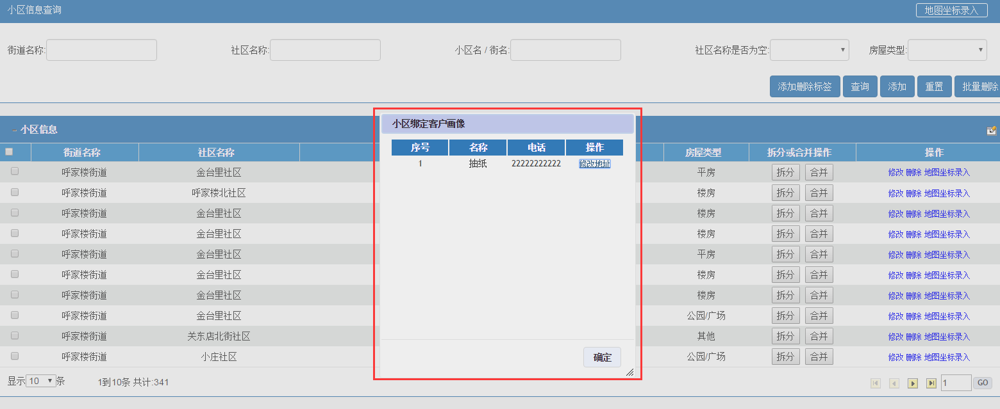 小区信息查询 地图坐标录入
街道名称: 社区名称: 小区名 / 街名: 社区名称是否为空: 房屋类型:
添加删除标签 查询 添加 重置 批量删除
小区绑定客户画像
序号 名称 电话 操作
1 抽纸 22222222222 修改地址
确定
小区信息
街道名称 社区名称 房屋类型 拆分或合并操作 操作
呼家楼街道 金台里社区 平房 拆分 合并 修改 删除 地图坐标录入
呼家楼街道 呼家楼北社区 楼房 拆分 合并 修改 删除 地图坐标录入
呼家楼街道 金台里社区 楼房 拆分 合并 修改 删除 地图坐标录入
呼家楼街道 金台里社区 楼房 拆分 合并 修改 删除 地图坐标录入
呼家楼街道 金台里社区 平房 拆分 合并 修改 删除 地图坐标录入
呼家楼街道 金台里社区 楼房 拆分 合并 修改 删除 地图坐标录入
呼家楼街道 金台里社区 楼房 拆分 合并 修改 删除 地图坐标录入
呼家楼街道 金台里社区 公园/广场 拆分 合并 修改 删除 地图坐标录入
呼家楼街道 关东店北街社区 其他 拆分 合并 修改 删除 地图坐标录入
呼家楼街道 小庄社区 公园/广场 拆分 合并 修改 删除 地图坐标录入
显示 10 条 1到10条 共计:341 1 GO